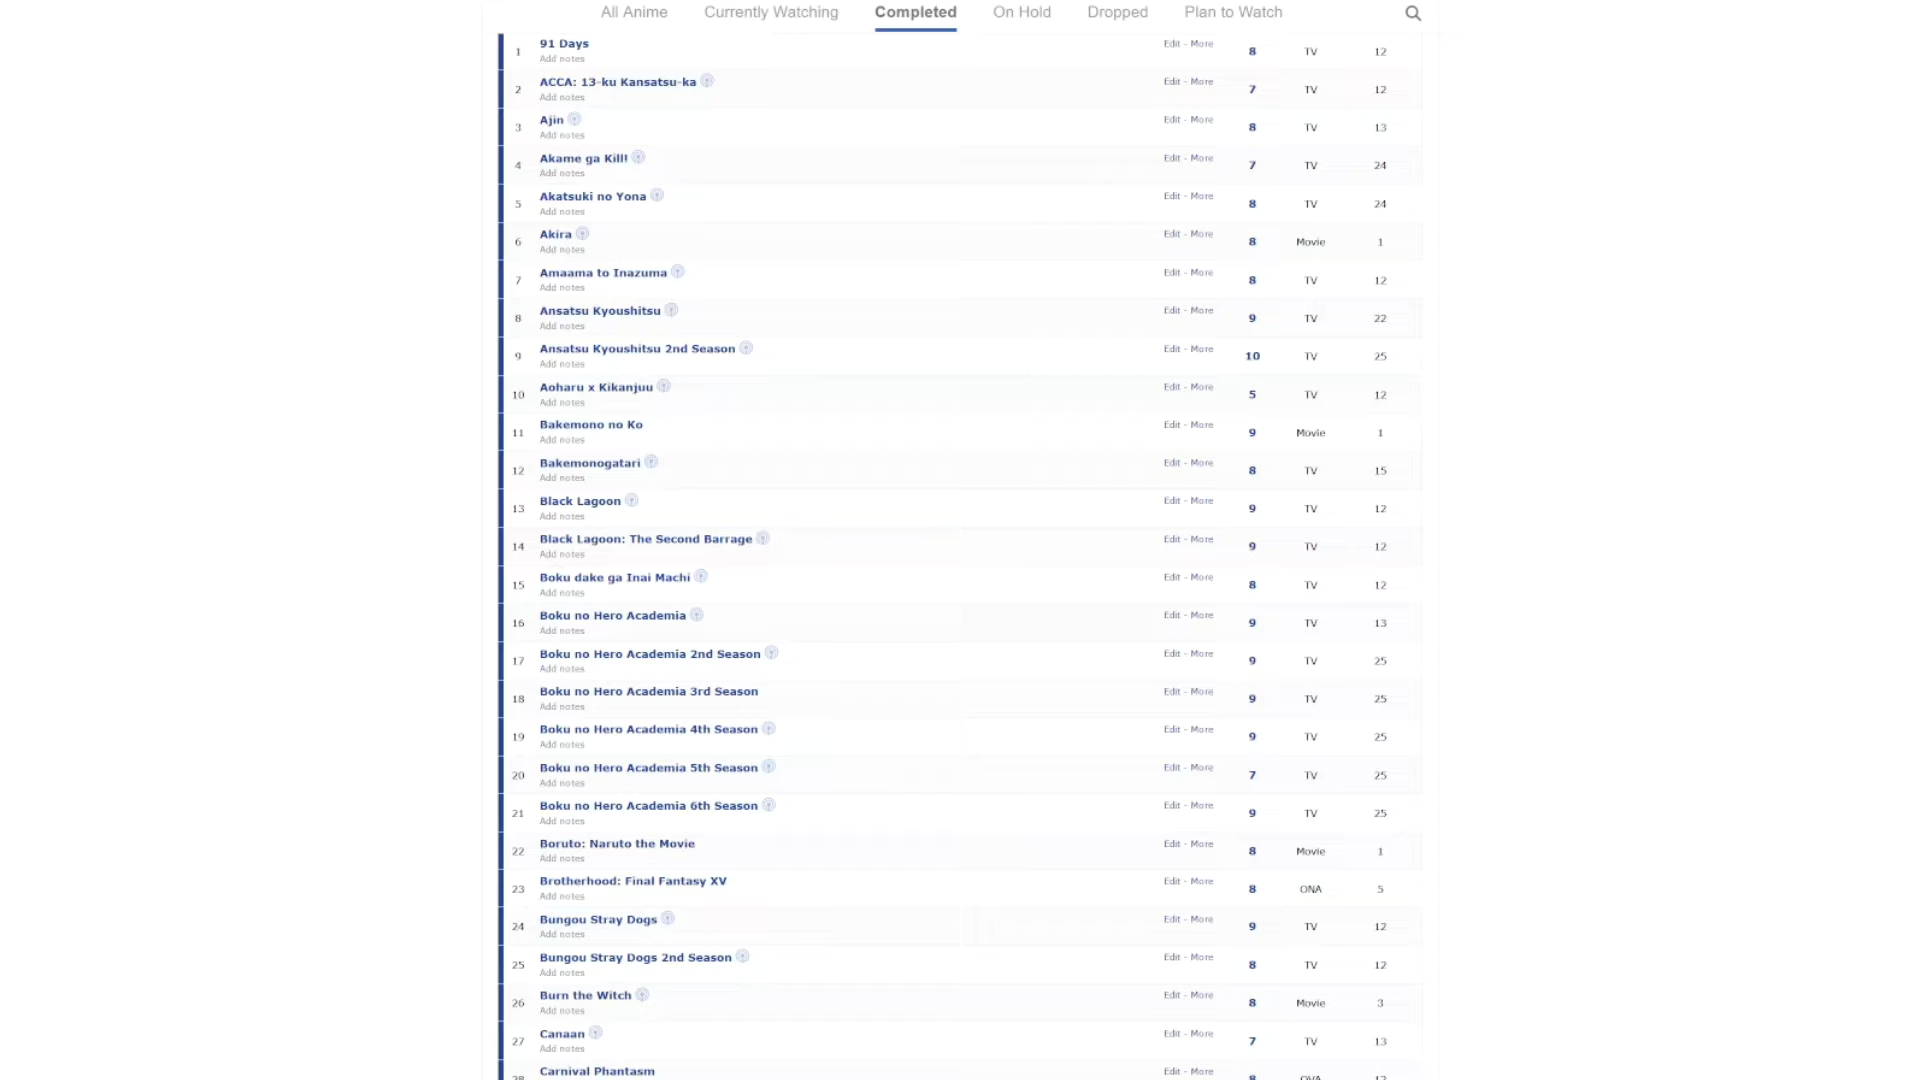 All Anime Currently Watching Completed On Hold Dropped Plan to Watch
1 91 Days Edit - More 8 TV 12
Add notes
2 ACCA: 13-ku Kansatsu-ka Edit - More 7 TV 12
Add notes
3 Ajin Edit - More 8 TV 13
Add notes
4 Akame ga Kill! Edit - More 7 TV 24
Add notes
5 Akatsuki no Yona Edit - More 8 TV 24
Add notes
6 Akira Edit - More 8 Movie 1
Add notes
7 Amaama to Inazuma Edit - More 8 TV 12
Add notes
8 Ansatsu Kyoushitsu Edit - More 9 TV 22
Add notes
9 Ansatsu Kyoushitsu 2nd Season Edit - More 10 TV 25
Add notes
10 Aoharu x Kikanjuu Edit - More 5 TV 12
Add notes
11 Bakemono no Ko Edit - More 9 Movie 1
Add notes
12 Bakemonogatari Edit - More 8 TV 15
Add notes
13 Black Lagoon Edit - More 9 TV 12
Add notes
14 Black Lagoon: The Second Barrage Edit - More 9 TV 12
Add notes
15 Boku dake ga Inai Machi Edit - More 8 TV 12
Add notes
16 Boku no Hero Academia Edit - More 9 TV 13
Add notes
17 Boku no Hero Academia 2nd Season Edit - More 9 TV 25
Add notes
18 Boku no Hero Academia 3rd Season Edit - More 9 TV 25
Add notes
19 Boku no Hero Academia 4th Season Edit - More 9 TV 25
Add notes
20 Boku no Hero Academia 5th Season Edit - More 7 TV 25
Add notes
21 Boku no Hero Academia 6th Season Edit - More 9 TV 25
Add notes
22 Boruto: Naruto the Movie Edit - More 8 Movie 1
Add notes
23 Brotherhood: Final Fantasy XV Edit - More 8 ONA 5
Add notes
24 Bungou Stray Dogs Edit - More 9 TV 12
Add notes
25 Bungou Stray Dogs 2nd Season Edit - More 8 TV 12
Add notes
26 Burn the Witch Edit - More 8 Movie 3
Add notes
27 Canaan Edit - More 7 TV 13
Add notes
28 Carnival Phantasm Edit - More 8 OVA 12